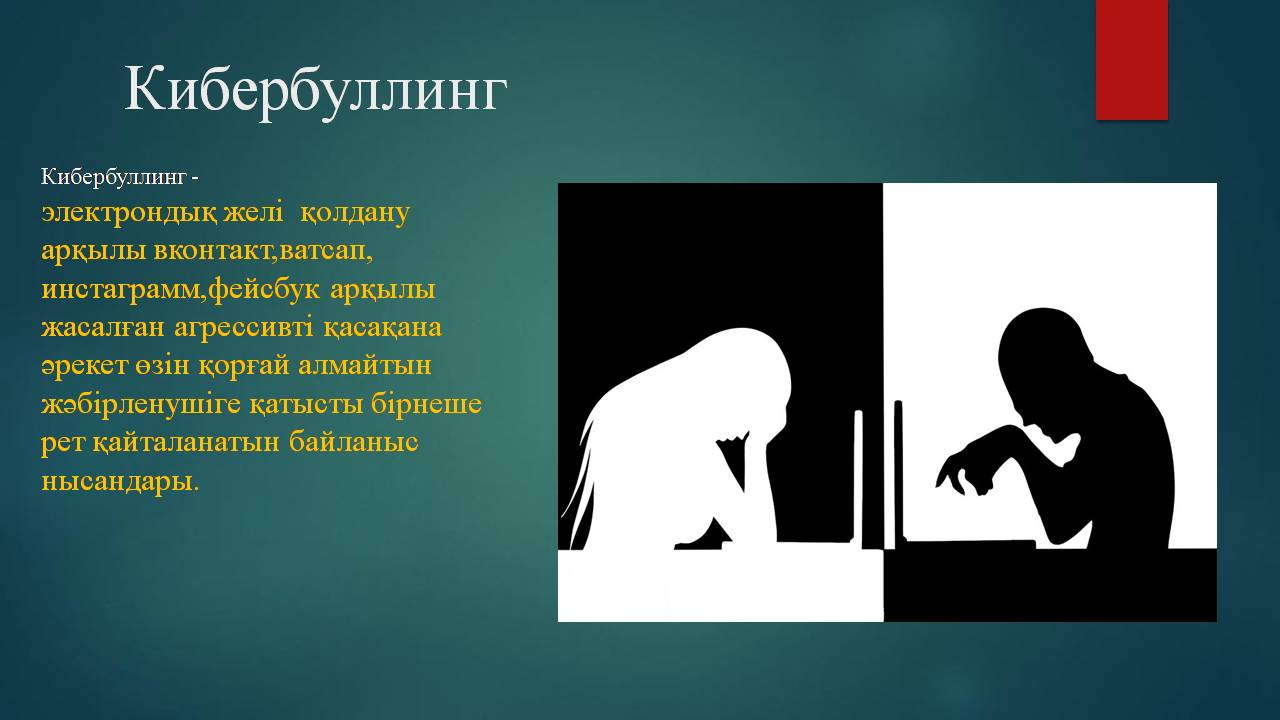 Кибербуллинг
Кибербуллинг -
электрондық желі  қолдану
арқылы вконтакт,ватсап,
инстаграмм,фейсбук арқылы
жасалған агрессивті қасақана
әрекет өзін қорғай алмайтын
жәбірленушіге қатысты бірнеше
рет қайталанатын байланыс
нысандары.